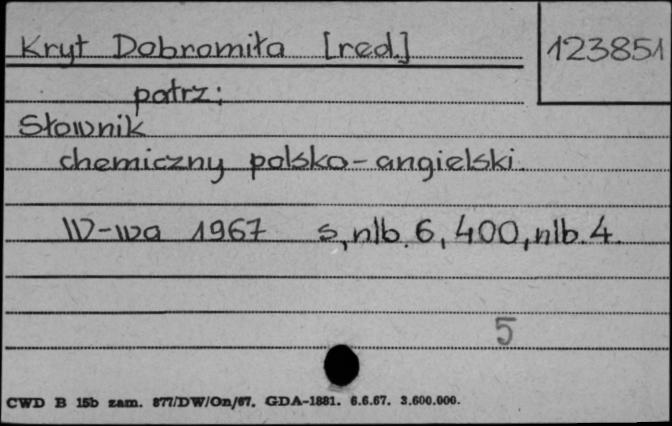 Kryt Dobromiła [red.] 123851
patrz:
Słownik
chemiczny polsko-angielski.
W-wa 1967 s, nlb. 6, 400, nlb. 4.
5
CWD B 15b zam. 877/DW/On/67. GDA-1881. 6.6.67. 3.600.000.